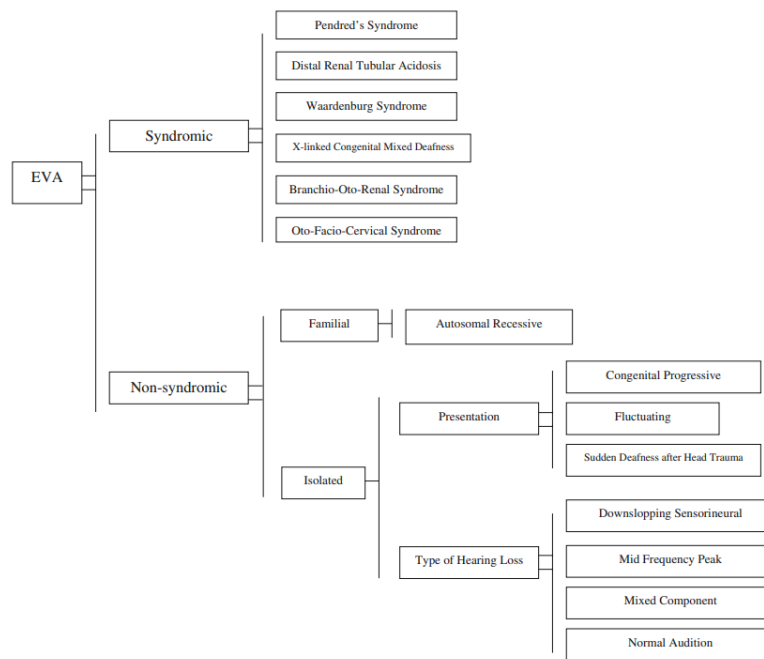 Pendred's Syndrome
Distal Renal Tubular Acidosis
Waardenburg Syndrome
Syndromic
X-linked Congenital Mixed Deafness
EVA
Branchio-Oto-Renal Syndrome
Oto-Facio-Cervical Syndrome
Familial
Autosomal Recessive
Non-syndromic
Congenital Progressive
Presentation
Fluctuating
Sudden Deafness after Head Trauma
Isolated
Downslopping Sensorineural
Type of Hearing Loss
Mid Frequency Peak
Mixed Component
Normal Audition